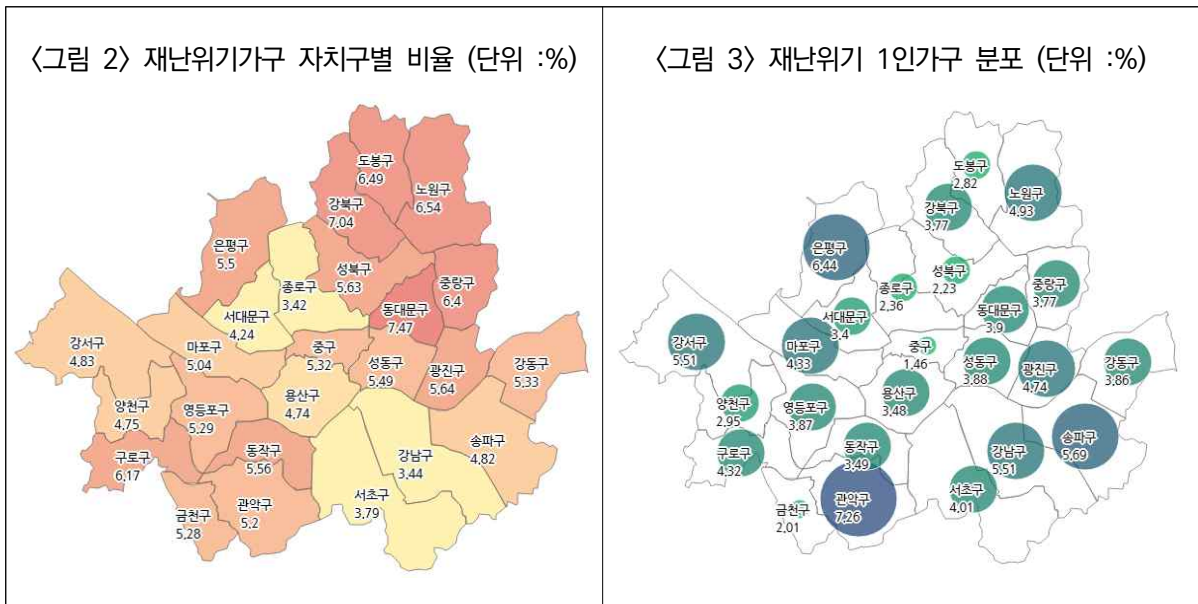 <그림 2> 재난위기가구 자치구별 비율 (단위 :%)
도봉구
6.49
노원구
6.54
강북구
7.04
은평구
5.5
성북구
5.63
중랑구
6.4
종로구
3.42
동대문구
7.47
서대문구
4.24
강서구
4.83
마포구
5.04
중구
5.32
성동구
5.49
광진구
5.64
강동구
5.33
양천구
4.75
영등포구
5.29
용산구
4.74
송파구
4.82
구로구
6.17
동작구
5.56
강남구
3.44
서초구
3.79
관악구
5.2
금천구
5.28
<그림 3> 재난위기 1인가구 분포 (단위 :%)
도봉구
2.82
노원구
4.93
강북구
3.77
은평구
6.44
성북구
2.23
중랑구
3.77
종로구
2.36
동대문구
3.9
서대문구
3.4
강서구
5.51
마포구
4.33
중구
1.46
성동구
3.88
광진구
4.74
강동구
3.86
양천구
2.95
영등포구
3.87
용산구
3.48
송파구
5.69
구로구
4.32
동작구
3.49
강남구
5.51
서초구
4.01
관악구
7.26
금천구
2.01